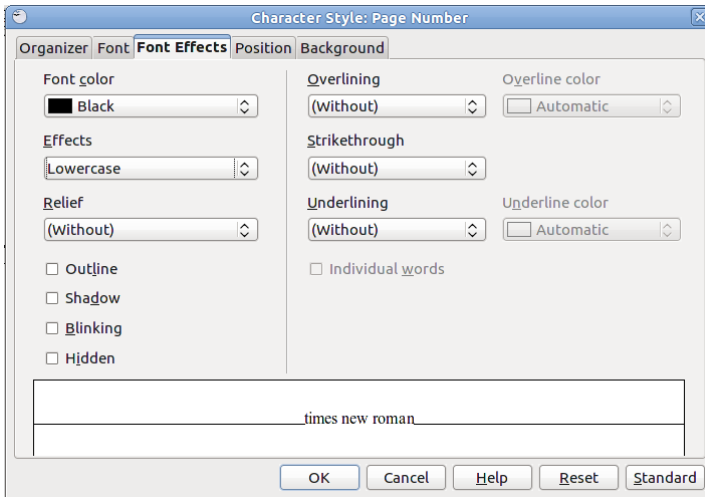 Character Style: Page Number
Organizer Font Font Effects Position Background
Font color Overlining Overline color
Black (Without) Automatic
Effects Strikethrough
Lowercase (Without)
Relief Underlining Underline color
(Without) (Without) Automatic
Outline Individual words
Shadow
Blinking
Hidden
times new roman
OK Cancel Help Reset Standard